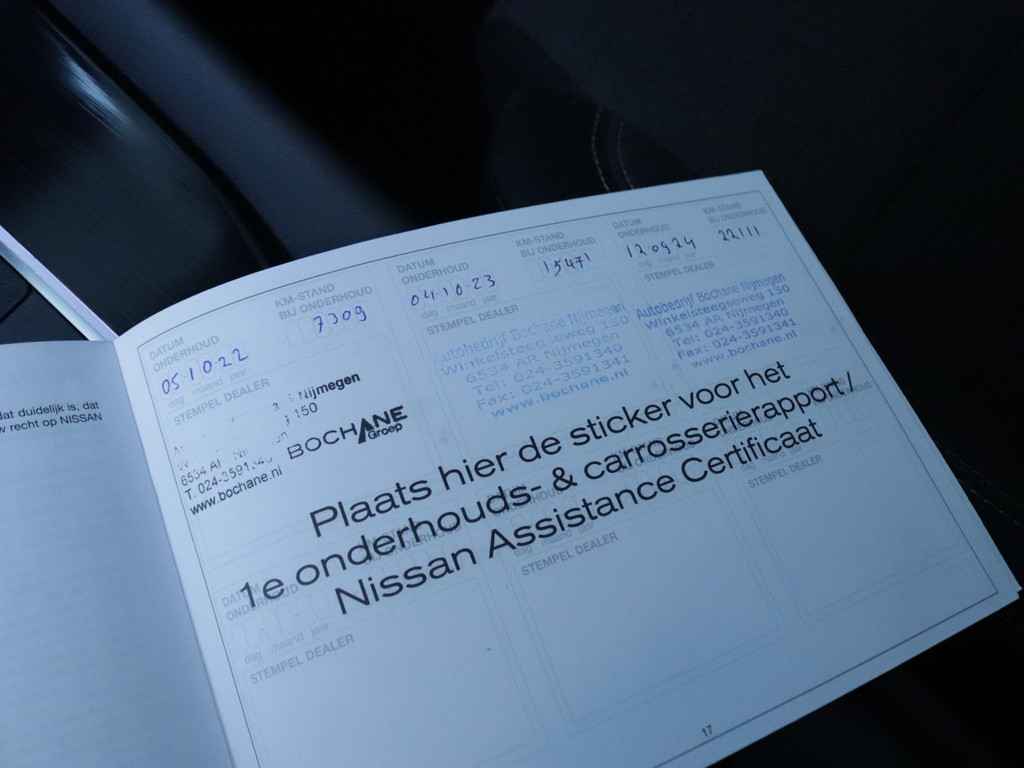 dat duidelijk is, dat
w recht op NISSAN
DATUM
ONDERHOUD
05 10 22
dag maand jaar
KM-STAND
BIJ ONDERHOUD
7309
STEMPEL DEALER
Nijmegen
150
6534 A
T. 024-3591340
www.bochane.nl
BOCHANE
Groep
DATUM
ONDERHOUD
04 10 23
dag maand jaar
KM-STAND
BIJ ONDERHOUD
15471
STEMPEL DEALER
Autobedrijf Bochane Nijmegen
Winkelsteegseweg 150
6534 AR Nijmegen
Tel: 024-3591340
Fax: 024-3591341
www.bochane.nl
DATUM
ONDERHOUD
12 09 24
dag maand jaar
KM-STAND
BIJ ONDERHOUD
22111
STEMPEL DEALER
Autobedrijf Bochane Nijmegen
Winkelsteegseweg 150
6534 AR Nijmegen
Tel: 024-3591340
Fax: 024-3591341
www.bochane.nl
Plaats hier de sticker voor het
1e onderhouds- & carrosserierapport /
Nissan Assistance Certificaat
DATUM
ONDERHOUD
dag maand jaar
STEMPEL DEALER
STEMPEL DEALER
STEMPEL DEALER
17